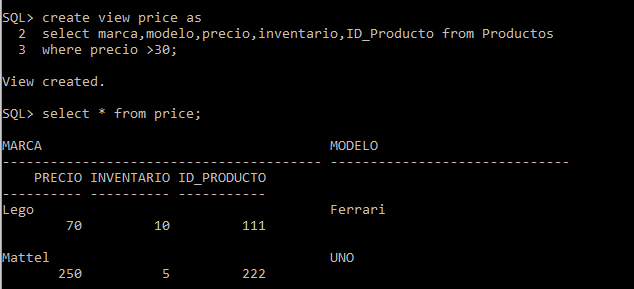 SQL> create view price as
  2  select marca,modelo,precio,inventario,ID_Producto from Productos
  3  where precio >30;
View created.
SQL> select * from price;
MARCA                                    MODELO
---------------------------------------- ------------------------------
    PRECIO INVENTARIO ID_PRODUCTO
---------- ---------- -----------
Lego                                     Ferrari
        70         10         111
Mattel                                   UNO
       250          5         222